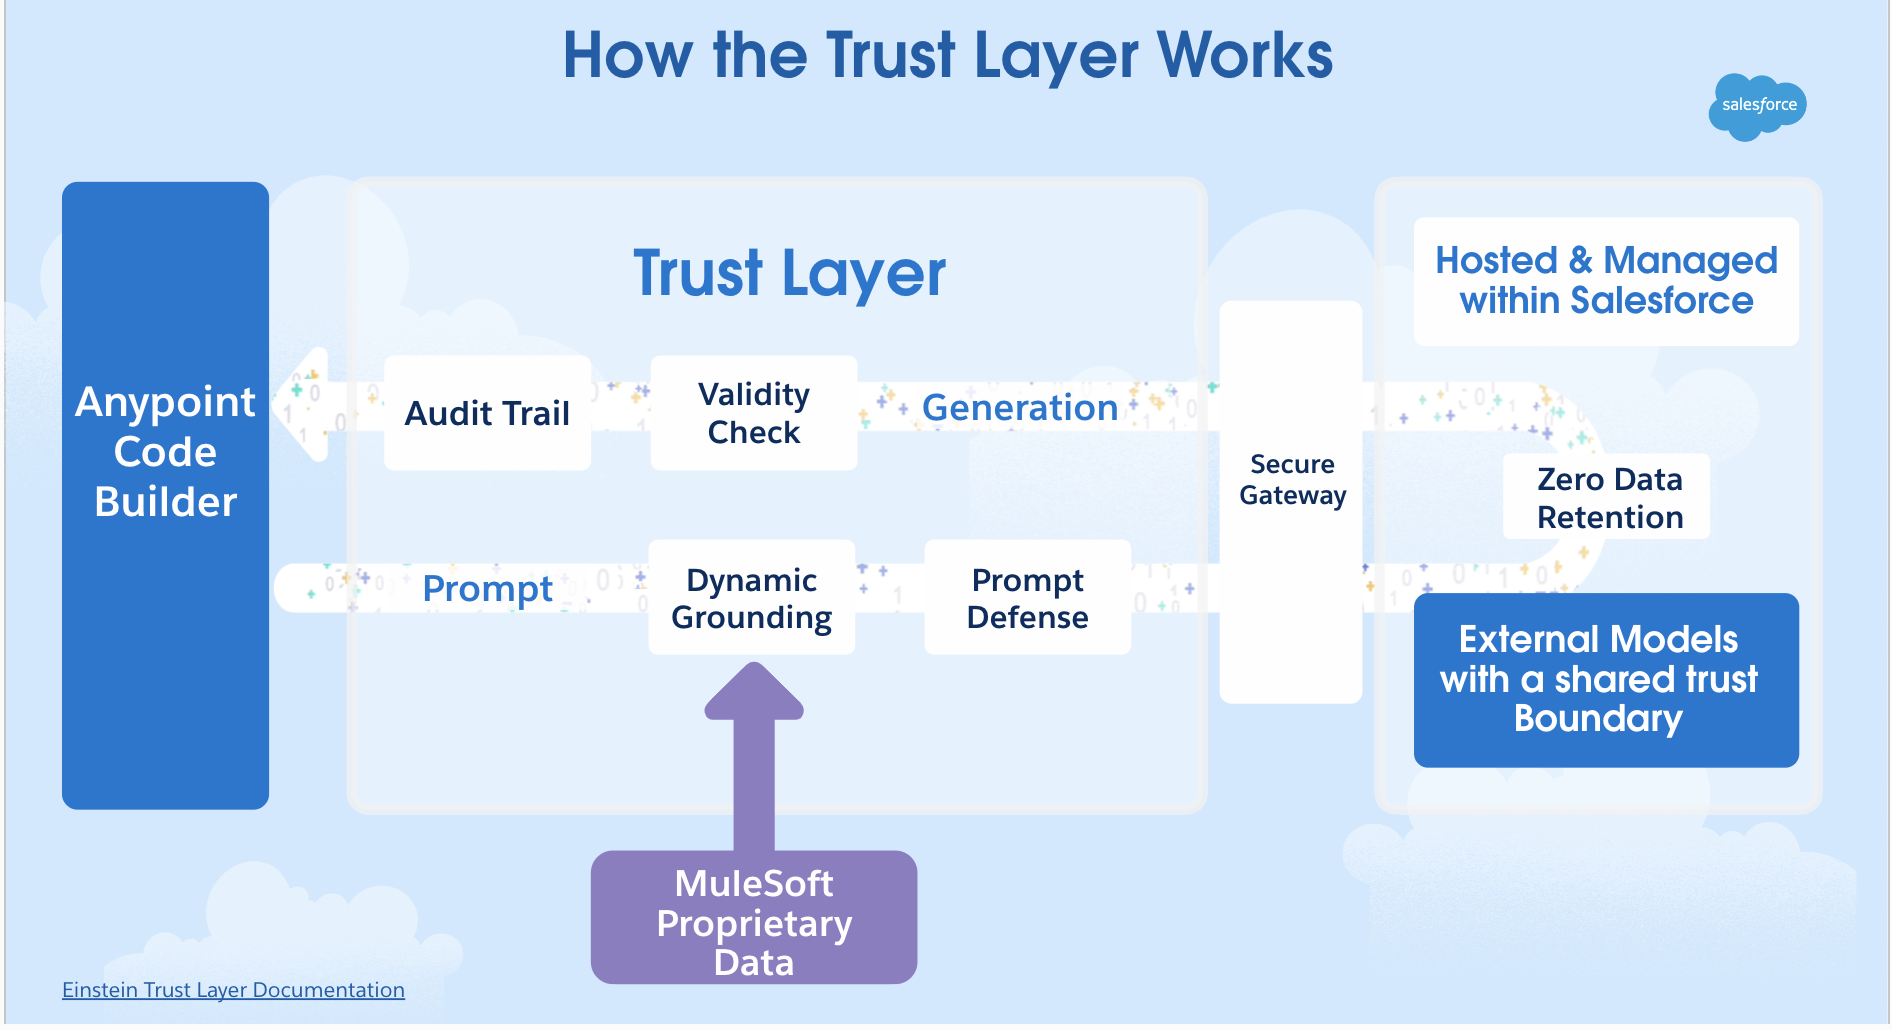 How the Trust Layer Works
salesforce
Anypoint
Code
Builder
Trust Layer
Audit Trail
Validity
Check
Generation
Prompt
Dynamic
Grounding
Prompt
Defense
Secure
Gateway
Hosted & Managed
within Salesforce
Zero Data
Retention
External Models
with a shared trust
Boundary
MuleSoft
Proprietary
Data
Einstein Trust Layer Documentation